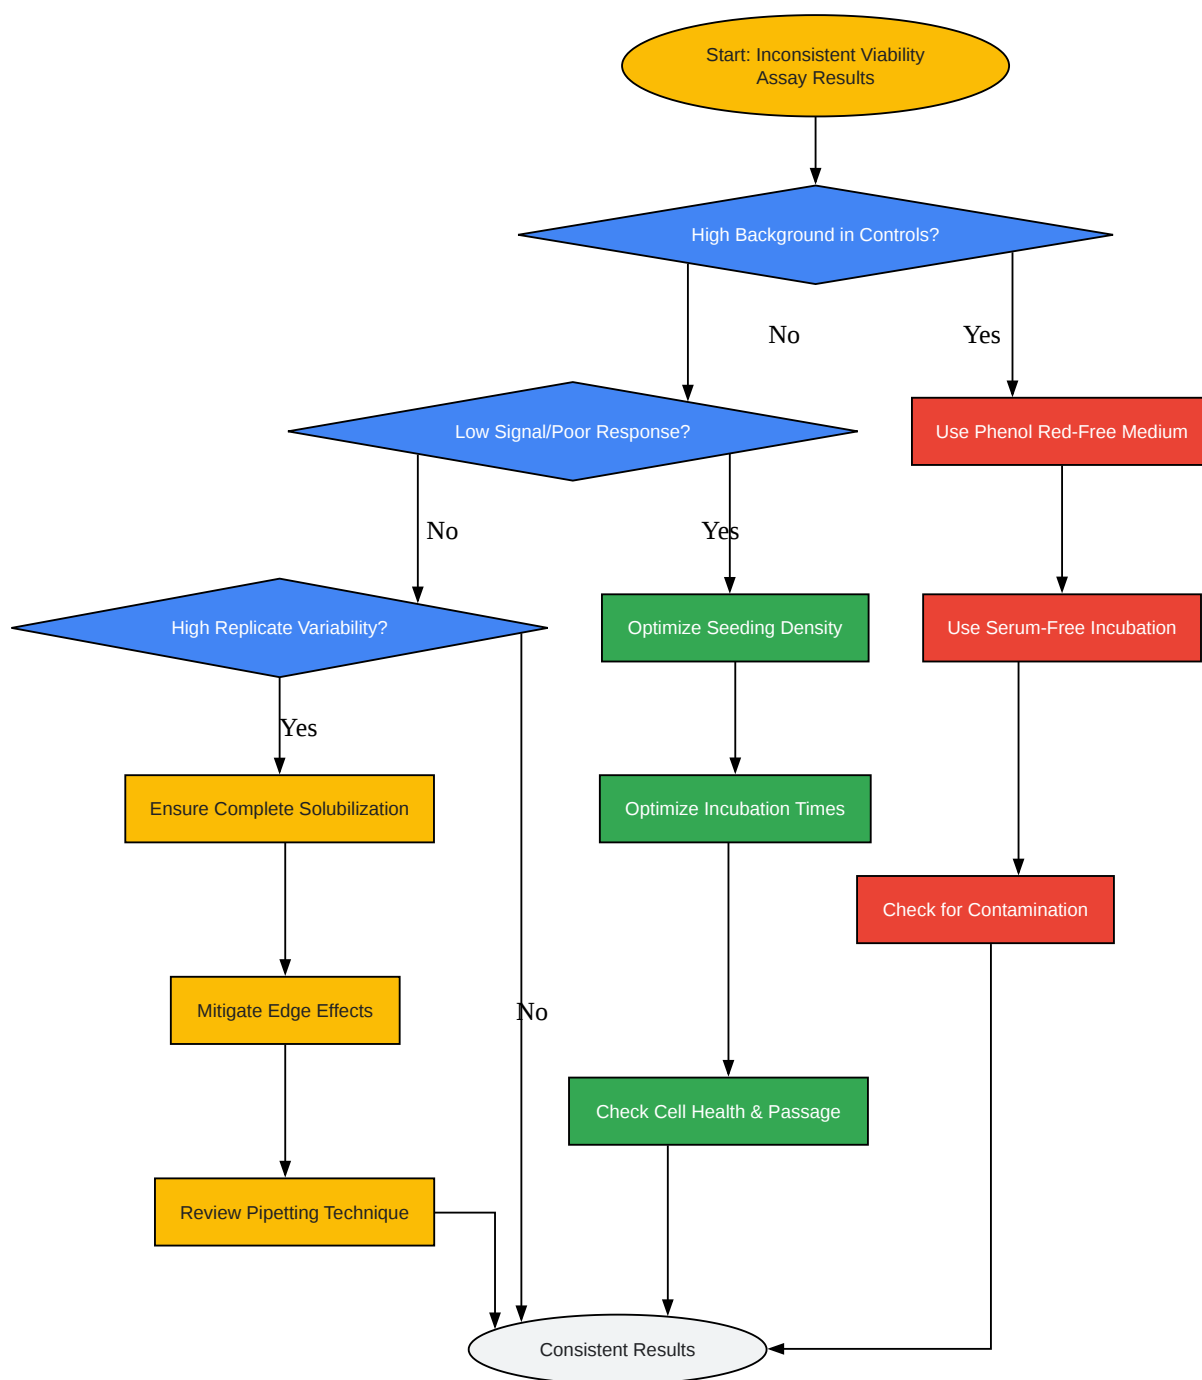 Start: Inconsistent Viability
Assay Results
High Background in Controls?
No
Yes
Low Signal/Poor Response?
Use Phenol Red-Free Medium
No
Yes
High Replicate Variability?
Optimize Seeding Density
Use Serum-Free Incubation
Yes
Ensure Complete Solubilization
Optimize Incubation Times
Check for Contamination
Mitigate Edge Effects
No
Check Cell Health & Passage
Review Pipetting Technique
Consistent Results